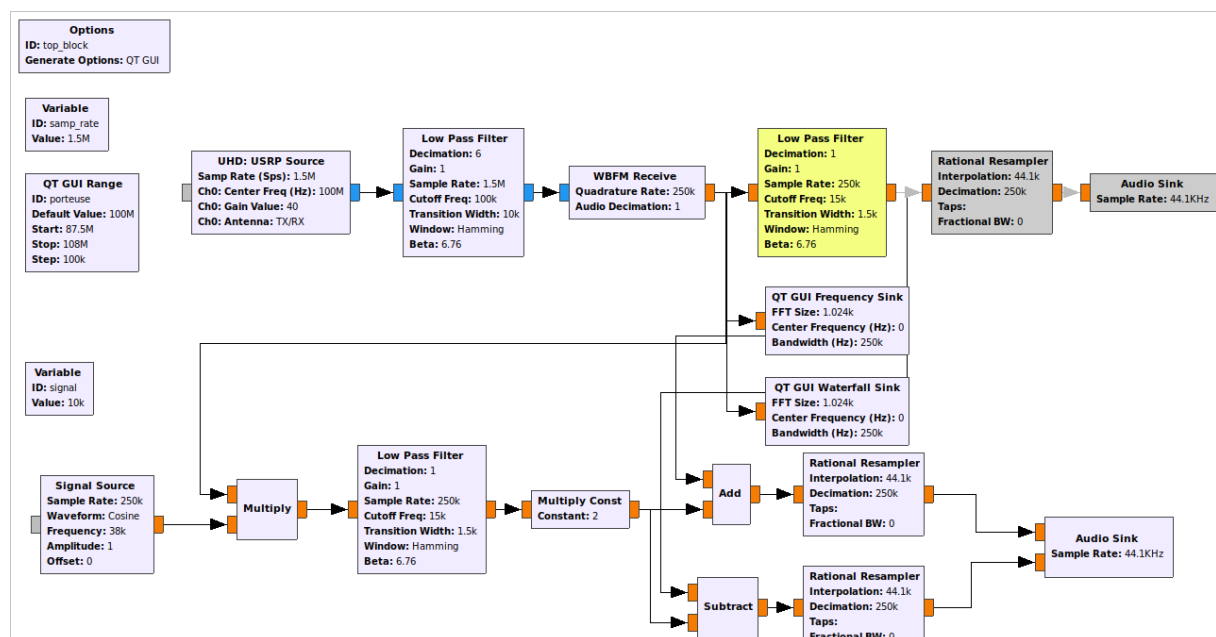 Options
ID: top_block
Generate Options: QT GUI
Variable
ID: samp_rate
Value: 1.5M
QT GUI Range
ID: porteuse
Default Value: 100M
Start: 87.5M
Stop: 108M
Step: 100k
UHD: USRP Source
Samp Rate (Sps): 1.5M
Ch0: Center Freq (Hz): 100M
Ch0: Gain Value: 40
Ch0: Antenna: TX/RX
Low Pass Filter
Decimation: 6
Gain: 1
Sample Rate: 1.5M
Cutoff Freq: 100k
Transition Width: 10k
Window: Hamming
Beta: 6.76
WBFM Receive
Quadrature Rate: 250k
Audio Decimation: 1
Low Pass Filter
Decimation: 1
Gain: 1
Sample Rate: 250k
Cutoff Freq: 15k
Transition Width: 1.5k
Window: Hamming
Beta: 6.76
Rational Resampler
Interpolation: 44.1k
Decimation: 250k
Taps:
Fractional BW: 0
Audio Sink
Sample Rate: 44.1KHz
QT GUI Frequency Sink
FFT Size: 1.024k
Center Frequency (Hz): 0
Bandwidth (Hz): 250k
QT GUI Waterfall Sink
FFT Size: 1.024k
Center Frequency (Hz): 0
Bandwidth (Hz): 250k
Variable
ID: signal
Value: 10k
Signal Source
Sample Rate: 250k
Waveform: Cosine
Frequency: 38k
Amplitude: 1
Offset: 0
Multiply
Low Pass Filter
Decimation: 1
Gain: 1
Sample Rate: 250k
Cutoff Freq: 15k
Transition Width: 1.5k
Window: Hamming
Beta: 6.76
Multiply Const
Constant: 2
Add
Rational Resampler
Interpolation: 44.1k
Decimation: 250k
Taps:
Fractional BW: 0
Audio Sink
Sample Rate: 44.1KHz
Subtract
Rational Resampler
Interpolation: 44.1k
Decimation: 250k
Taps:
Fractional BW: 0